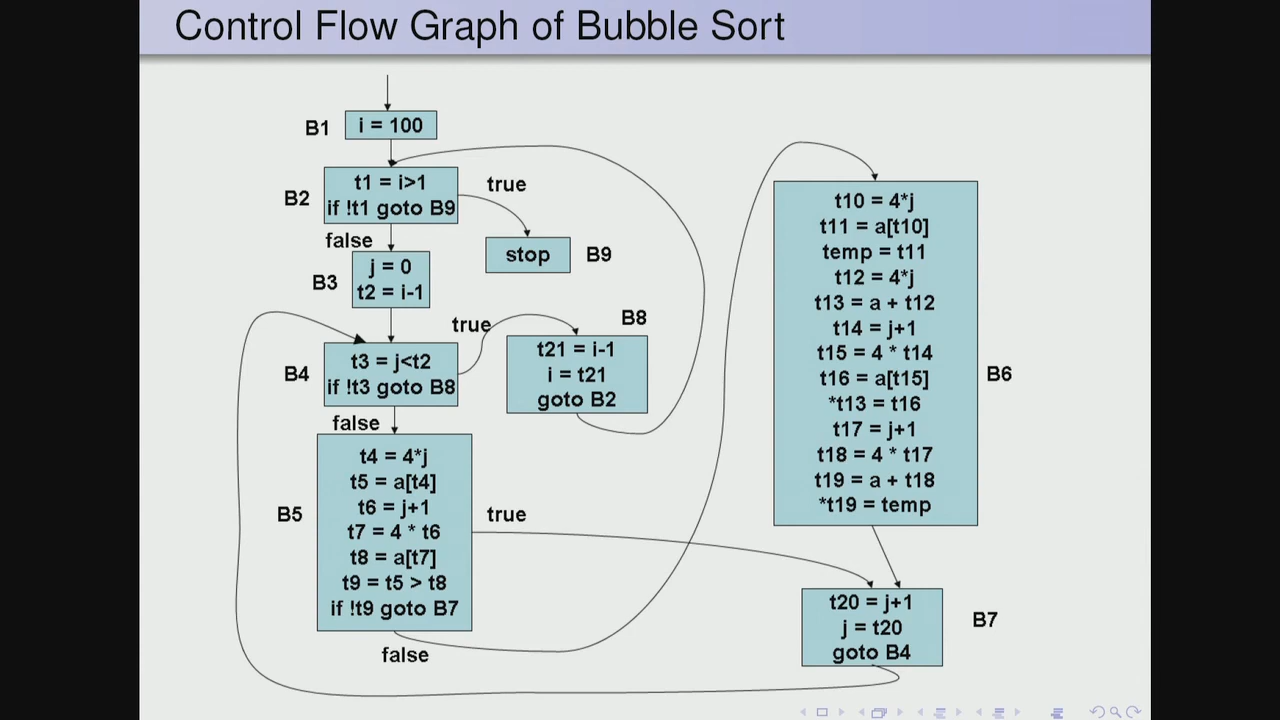 Control Flow Graph of Bubble Sort
B1
i = 100
B2
t1 = i>1
if !t1 goto B9
true
false
stop
B9
B3
j = 0
t2 = i-1
true
B4
t3 = j<t2
if !t3 goto B8
false
B8
t21 = i-1
i = t21
goto B2
B5
t4 = 4*j
t5 = a[t4]
t6 = j+1
t7 = 4 * t6
t8 = a[t7]
t9 = t5 > t8
if !t9 goto B7
true
false
t10 = 4*j
t11 = a[t10]
temp = t11
t12 = 4*j
t13 = a + t12
t14 = j+1
t15 = 4 * t14
t16 = a[t15]
*t13 = t16
t17 = j+1
t18 = 4 * t17
t19 = a + t18
*t19 = temp
B6
t20 = j+1
j = t20
goto B4
B7